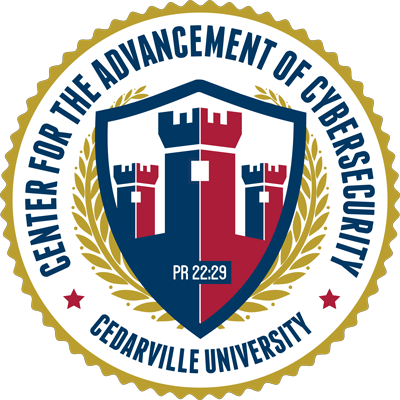 CENTER FOR THE ADVANCEMENT OF CYBERSECURITY
PR 22:29
CEDARVILLE UNIVERSITY